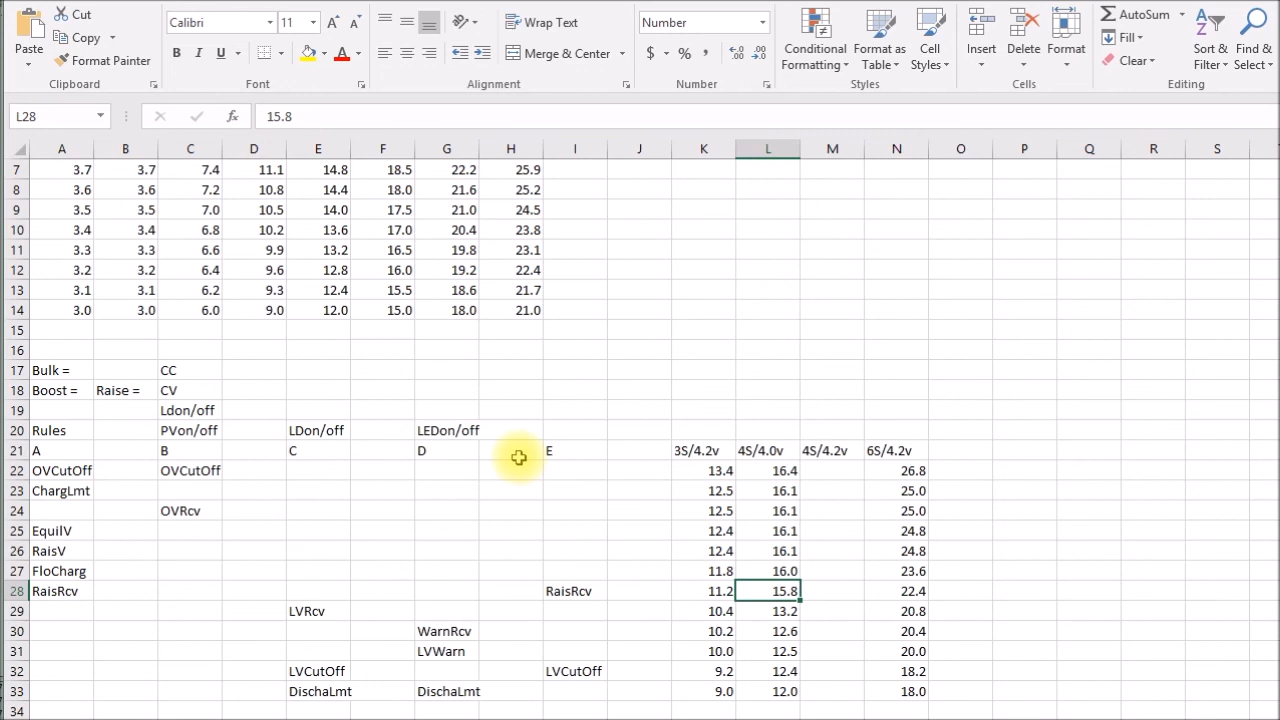 Cut
Copy
Format Painter
Paste
Clipboard
Calibri 11
B I U
Font
Wrap Text
Merge & Center
Alignment
Number
$ % ,
Number
Conditional Formatting
Format as Table
Cell Styles
Styles
Insert
Delete
Format
Cells
AutoSum
Fill
Clear
Sort & Filter
Find & Select
Editing
L28 fx 15.8
A B C D E F G H I J K L M N O P Q R S
7 3.7 3.7 7.4 11.1 14.8 18.5 22.2 25.9
8 3.6 3.6 7.2 10.8 14.4 18.0 21.6 25.2
9 3.5 3.5 7.0 10.5 14.0 17.5 21.0 24.5
10 3.4 3.4 6.8 10.2 13.6 17.0 20.4 23.8
11 3.3 3.3 6.6 9.9 13.2 16.5 19.8 23.1
12 3.2 3.2 6.4 9.6 12.8 16.0 19.2 22.4
13 3.1 3.1 6.2 9.3 12.4 15.5 18.6 21.7
14 3.0 3.0 6.0 9.0 12.0 15.0 18.0 21.0
15
16
17 Bulk = CC
18 Boost = Raise = CV
19 Ldon/off
20 Rules PVon/off LDon/off LEDon/off
21 A B C D E 3S/4.2v 4S/4.0v 4S/4.2v 6S/4.2v
22 OVCutOff OVCutOff 13.4 16.4 26.8
23 ChargLmt 12.5 16.1 25.0
24 OVRcv 12.5 16.1 25.0
25 EquilV 12.4 16.1 24.8
26 RaisV 12.4 16.1 24.8
27 FloCharg 11.8 16.0 23.6
28 RaisRcv RaisRcv 11.2 15.8 22.4
29 LVRcv 10.4 13.2 20.8
30 WarnRcv 10.2 12.6 20.4
31 LVWarn 10.0 12.5 20.0
32 LVCutOff LVCutOff 9.2 12.4 18.2
33 DischaLmt DischaLmt 9.0 12.0 18.0
34